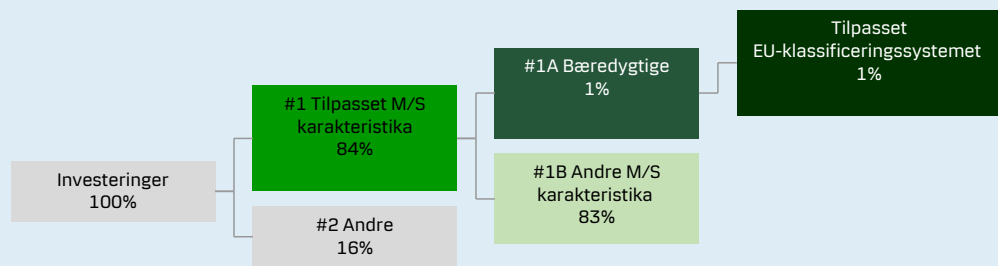 Investeringer
100%
#1 Tilpasset M/S
karakteristika
84%
#2 Andre
16%
#1A Bæredygtige
1%
#1B Andre M/S
karakteristika
83%
Tilpasset
EU-klassificeringssystemet
1%